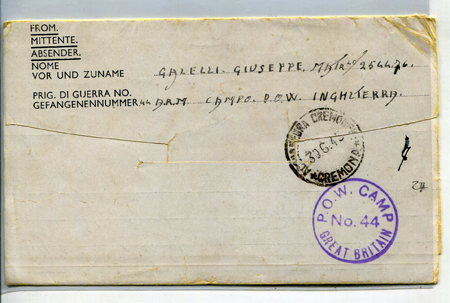 FROM.
MITTENTE.
ABSENDER.
NOME
VOR UND ZUNAME
GALELLI. GIUSEPPE.
PRIG. DI GUERRA NO.
GEFANGENENNUMMER 44 A.R.M. CAMPO. P.O.W. INGHILTERRA.
CREMONA
P.O.W. CAMP
No. 44
GREAT BRITAIN